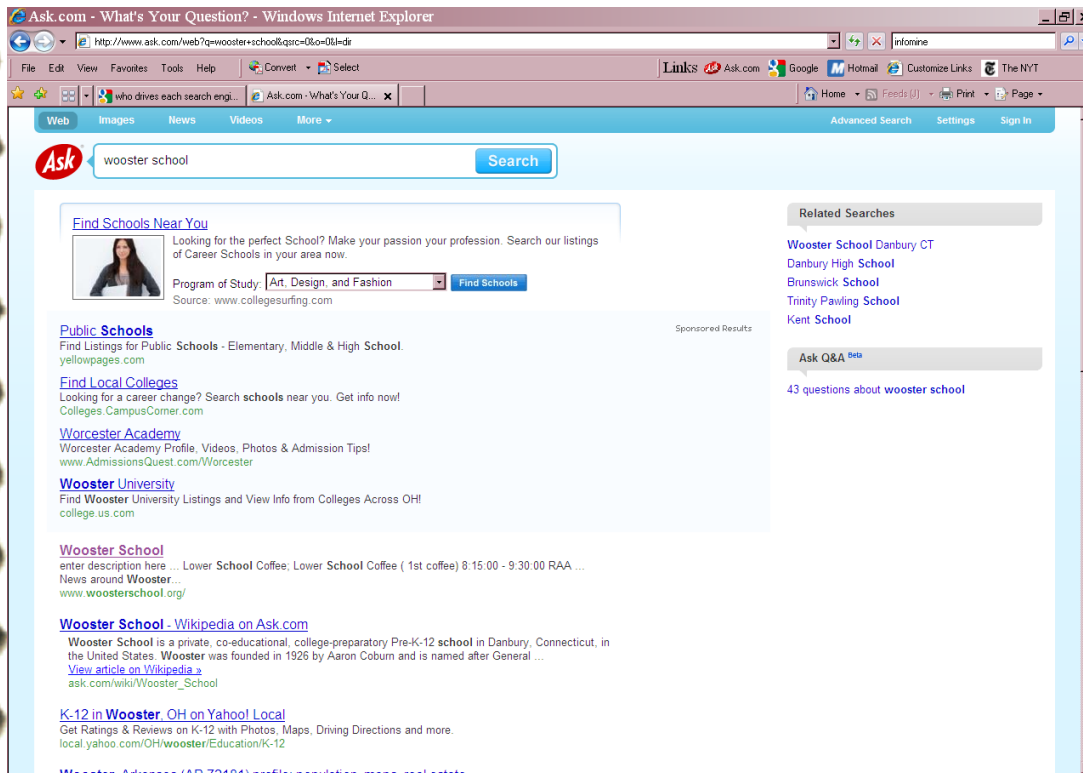 Ask.com - What's Your Question? - Windows Internet Explorer
http://www.ask.com/web?q=wooster+school&qsrc=0&o=0&l=dir infomine
File Edit View Favorites Tools Help Convert Select Links Ask.com Google Hotmail Customize Links The NYT
who drives each search engi... Ask.com - What's Your Q... x Home Feeds (J) Print Page
Web Images News Videos More Advanced Search Settings Sign In
Ask wooster school Search
Find Schools Near You
Looking for the perfect School? Make your passion your profession. Search our listings
of Career Schools in your area now.
Program of Study: Art, Design, and Fashion Find Schools
Source: www.collegesurfing.com
Sponsored Results
Public Schools
Find Listings for Public Schools - Elementary, Middle & High School.
yellowpages.com
Find Local Colleges
Looking for a career change? Search schools near you. Get info now!
Colleges.CampusCorner.com
Worcester Academy
Worcester Academy Profile, Videos, Photos & Admission Tips!
www.AdmissionsQuest.com/Worcester
Wooster University
Find Wooster University Listings and View Info from Colleges Across OH!
college.us.com
Wooster School
enter description here ... Lower School Coffee; Lower School Coffee ( 1st coffee) 8:15:00 - 9:30:00 RAA ...
News around Wooster...
www.woosterschool.org/
Wooster School - Wikipedia on Ask.com
Wooster School is a private, co-educational, college-preparatory Pre-K-12 school in Danbury, Connecticut, in
the United States. Wooster was founded in 1926 by Aaron Coburn and is named after General ...
View article on Wikipedia »
ask.com/wiki/Wooster_School
K-12 in Wooster, OH on Yahoo! Local
Get Ratings & Reviews on K-12 with Photos, Maps, Driving Directions and more.
local.yahoo.com/OH/wooster/Education/K-12
Wooster, Arkansas (AR 72181) profile: population, maps, real estate
Related Searches
Wooster School Danbury CT
Danbury High School
Brunswick School
Trinity Pawling School
Kent School
Ask Q&A Beta
43 questions about wooster school